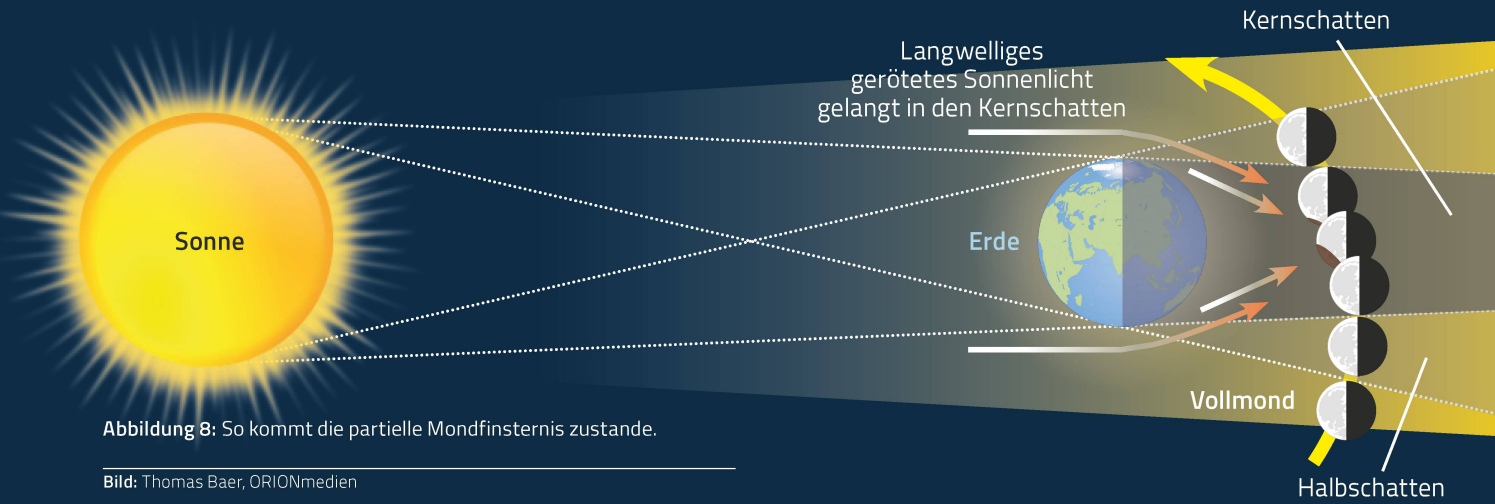 Kernschatten
Langwelliges
gerötetes Sonnenlicht
gelangt in den Kernschatten
Sonne
Erde
Vollmond
Abbildung 8: So kommt die partielle Mondfinsternis zustande.
Bild: Thomas Baer, ORIONmedien
Halbschatten